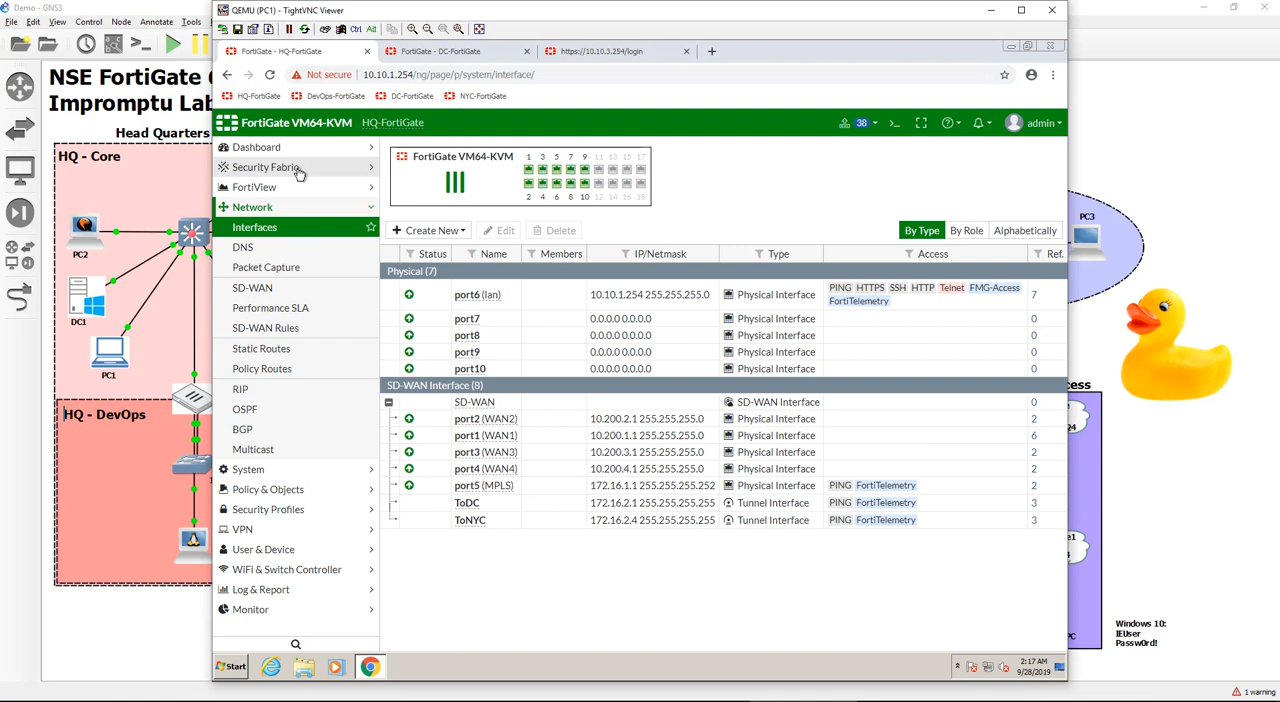 Demo - GNS3
File Edit View Control Node Annotate Tools
QEMU (PC1) - TightVNC Viewer
Ctrl Alt
FortiGate - HQ-FortiGate
FortiGate - DC-FortiGate
https://10.10.3.254/login
Not secure 10.10.1.254/ng/page/p/system/interface/
HQ-FortiGate DevOps-FortiGate DC-FortiGate NYC-FortiGate
FortiGate VM64-KVM HQ-FortiGate 38 admin
NSE FortiGate
Impromptu Lab
Head Quarters
HQ - Core
PC2
DC1
PC1
HQ - DevOps
Dashboard
Security Fabric
FortiView
Network
Interfaces
DNS
Packet Capture
SD-WAN
Performance SLA
SD-WAN Rules
Static Routes
Policy Routes
RIP
OSPF
BGP
Multicast
System
Policy & Objects
Security Profiles
VPN
User & Device
WiFi & Switch Controller
Log & Report
Monitor
FortiGate VM64-KVM
1 3 5 7 9 11 13 15 17
2 4 6 8 10 12 14 16 18
Create New Edit Delete By Type By Role Alphabetically
Status Name Members IP/Netmask Type Access Ref.
Physical (7)
port6 (lan) 10.10.1.254 255.255.255.0 Physical Interface PING HTTPS SSH HTTP Telnet FMG-Access 7
FortiTelemetry
port7 0.0.0.0 0.0.0.0 Physical Interface 0
port8 0.0.0.0 0.0.0.0 Physical Interface 0
port9 0.0.0.0 0.0.0.0 Physical Interface 0
port10 0.0.0.0 0.0.0.0 Physical Interface 0
SD-WAN Interface (8)
SD-WAN SD-WAN Interface 0
port2 (WAN2) 10.200.2.1 255.255.255.0 Physical Interface 2
port1 (WAN1) 10.200.1.1 255.255.255.0 Physical Interface 6
port3 (WAN3) 10.200.3.1 255.255.255.0 Physical Interface 2
port4 (WAN4) 10.200.4.1 255.255.255.0 Physical Interface 2
port5 (MPLS) 172.16.1.1 255.255.255.252 Physical Interface PING FortiTelemetry 2
ToDC 172.16.2.1 255.255.255.255 Tunnel Interface PING FortiTelemetry 3
ToNYC 172.16.2.4 255.255.255.255 Tunnel Interface PING FortiTelemetry 3
PC3
Windows 10:
IEUser
Passw0rd!
Start
2:17 AM
9/28/2019
1 warning